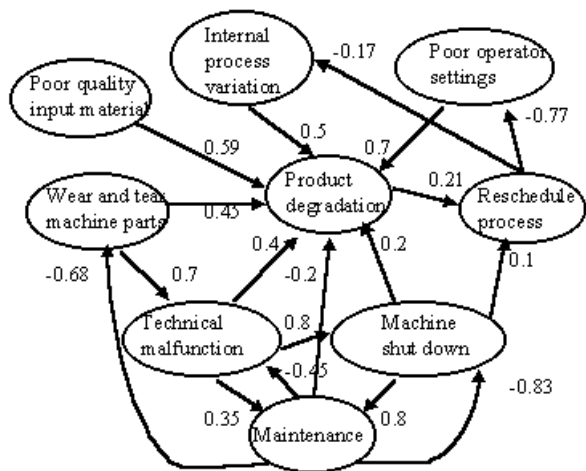 Internal
process
variation
-0.17
Poor operator
settings
Poor quality
input material
0.59
0.5
0.7
-0.77
Wear and tear
machine parts
0.45
Product
degradation
0.21
Reschedule
process
-0.68
0.7
0.4
-0.2
0.2
0.1
Technical
malfunction
0.8
Machine
shut down
-0.45
0.35
0.8
-0.83
Maintenance